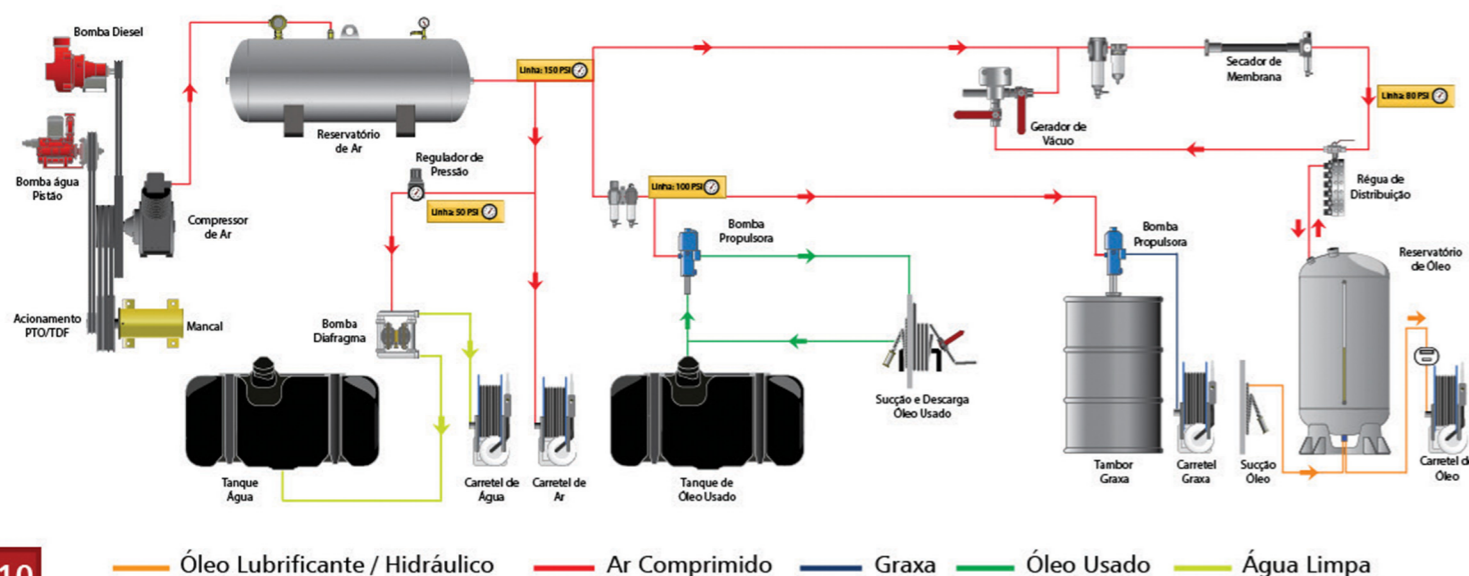 Bomba Diesel
Bomba água
Pistão
Acionamento
PTO/TDF
Mancal
Compressor
de Ar
Reservatório
de Ar
Linha: 150 PSI
Regulador de
Pressão
Linha: 50 PSI
Bomba
Diafragma
Tanque
Água
Carretel de
Água
Carretel de
Ar
Linha: 100 PSI
Bomba
Propulsora
Tanque de
Óleo Usado
Sucção e Descarga
Óleo Usado
Gerador de
Vácuo
Secador de
Membrana
Linha: 80 PSI
Régua de
Distribuição
Bomba
Propulsora
Reservatório
de Óleo
Tambor
Graxa
Carretel
Graxa
Sucção
Óleo
Carretel d
Óleo
10
Óleo Lubrificante / Hidráulico
Ar Comprimido
Graxa
Óleo Usado
Água Limpa